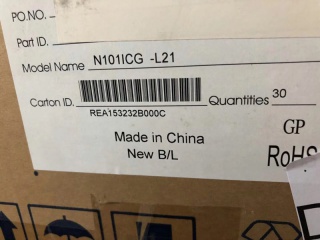 PO.NO.
Part ID.
Model Name N101ICG -L21
Carton ID. Quantities 30
REA153232B000C
Made in China
New B/L
GP
RoHS